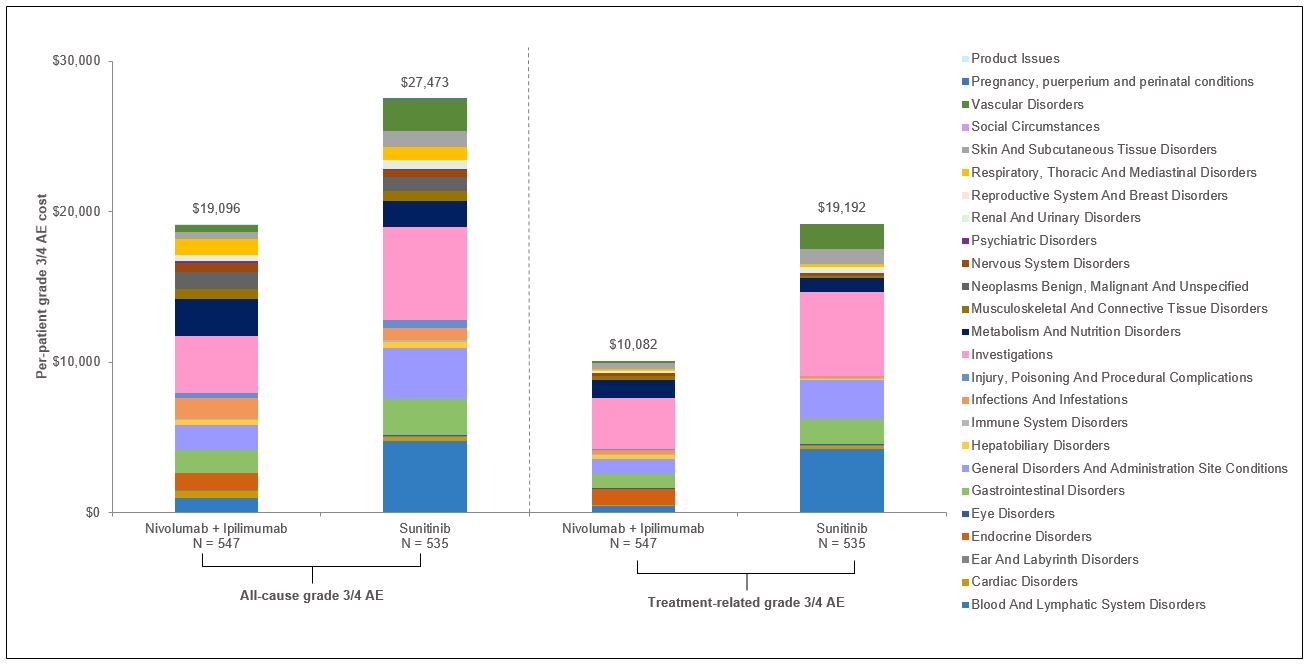 $30,000
$20,000
$10,000
$0
Per-patient grade 3/4 AE cost
$19,096
$27,473
$10,082
$19,192
Nivolumab + Ipilimumab
N = 547
Sunitinib
N = 535
Nivolumab + Ipilimumab
N = 547
Sunitinib
N = 535
All-cause grade 3/4 AE
Treatment-related grade 3/4 AE
Product Issues
Pregnancy, puerperium and perinatal conditions
Vascular Disorders
Social Circumstances
Skin And Subcutaneous Tissue Disorders
Respiratory, Thoracic And Mediastinal Disorders
Reproductive System And Breast Disorders
Renal And Urinary Disorders
Psychiatric Disorders
Nervous System Disorders
Neoplasms Benign, Malignant And Unspecified
Musculoskeletal And Connective Tissue Disorders
Metabolism And Nutrition Disorders
Investigations
Injury, Poisoning And Procedural Complications
Infections And Infestations
Immune System Disorders
Hepatobiliary Disorders
General Disorders And Administration Site Conditions
Gastrointestinal Disorders
Eye Disorders
Endocrine Disorders
Ear And Labyrinth Disorders
Cardiac Disorders
Blood And Lymphatic System Disorders